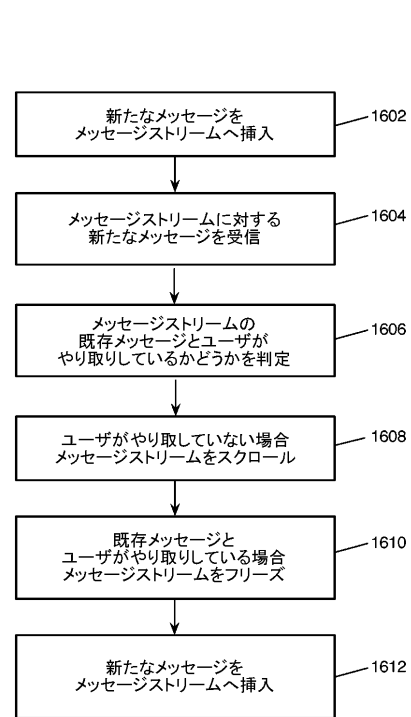 新たなメッセージを
メッセージストリームへ挿入
1602
メッセージストリームに対する
新たなメッセージを受信
1604
メッセージストリームの
既存メッセージとユーザが
やり取りしているかどうかを判定
1606
ユーザがやり取していない場合
メッセージストリームをスクロール
1608
既存メッセージと
ユーザがやり取りしている場合
メッセージストリームをフリーズ
1610
新たなメッセージを
メッセージストリームへ挿入
1612